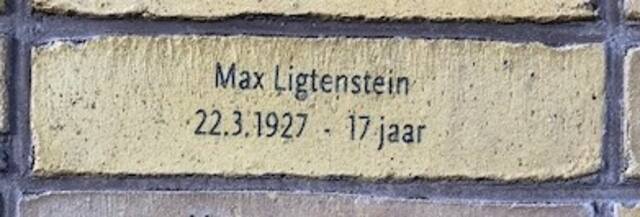 Max Ligtenstein
22.3.1927 - 17 jaar